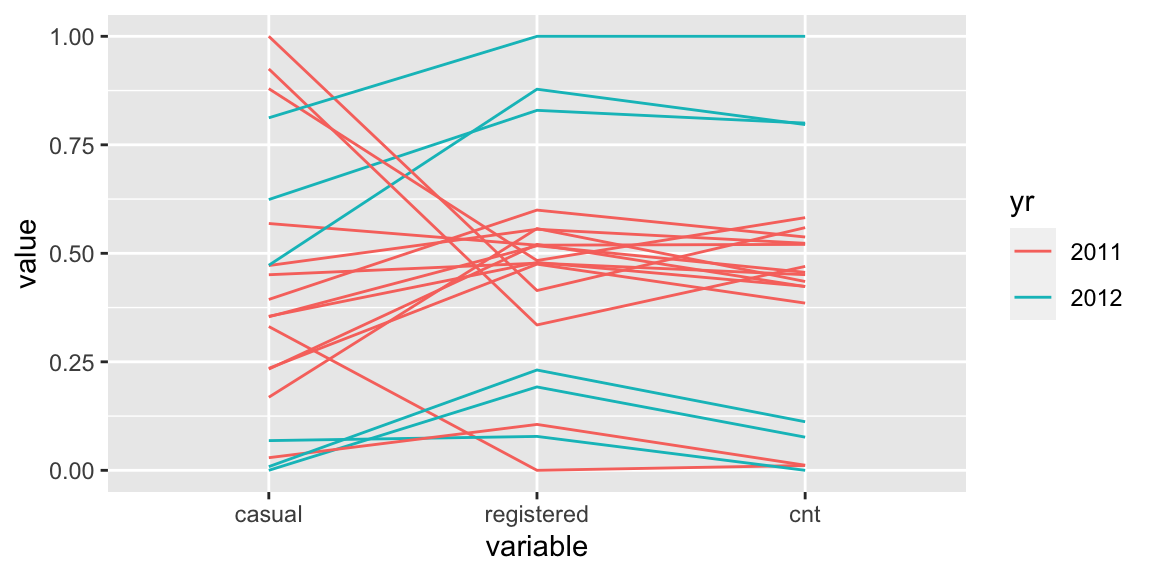 1.00
0.75
0.50
0.25
0.00
value
casual registered cnt
variable
yr
2011
2012